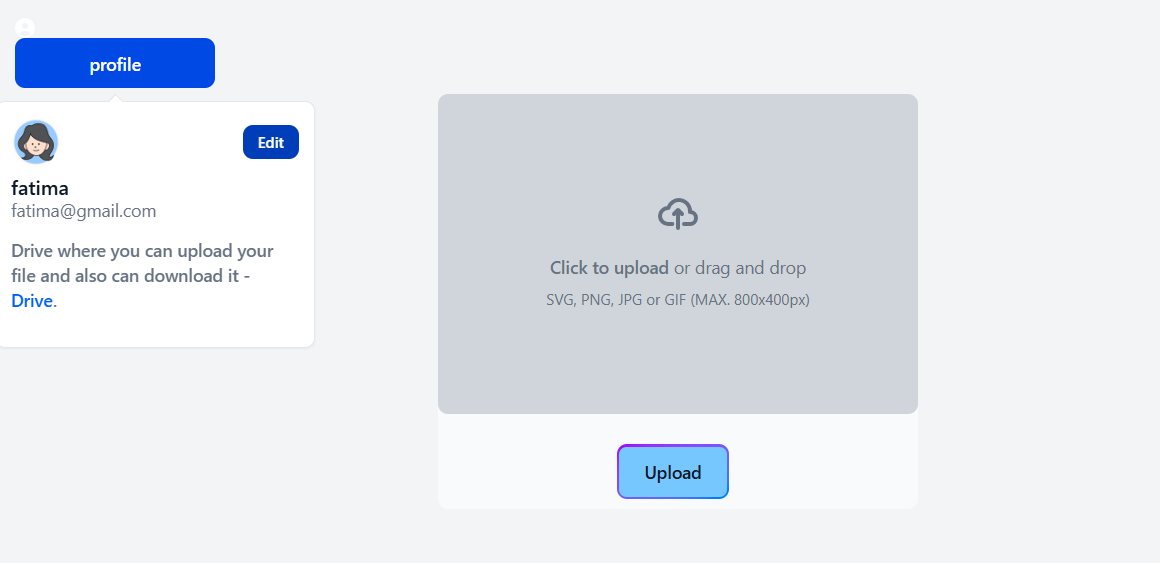 profile
Edit
fatima
fatima@gmail.com
Drive where you can upload your
file and also can download it -
Drive.
Click to upload or drag and drop
SVG, PNG, JPG or GIF (MAX. 800x400px)
Upload